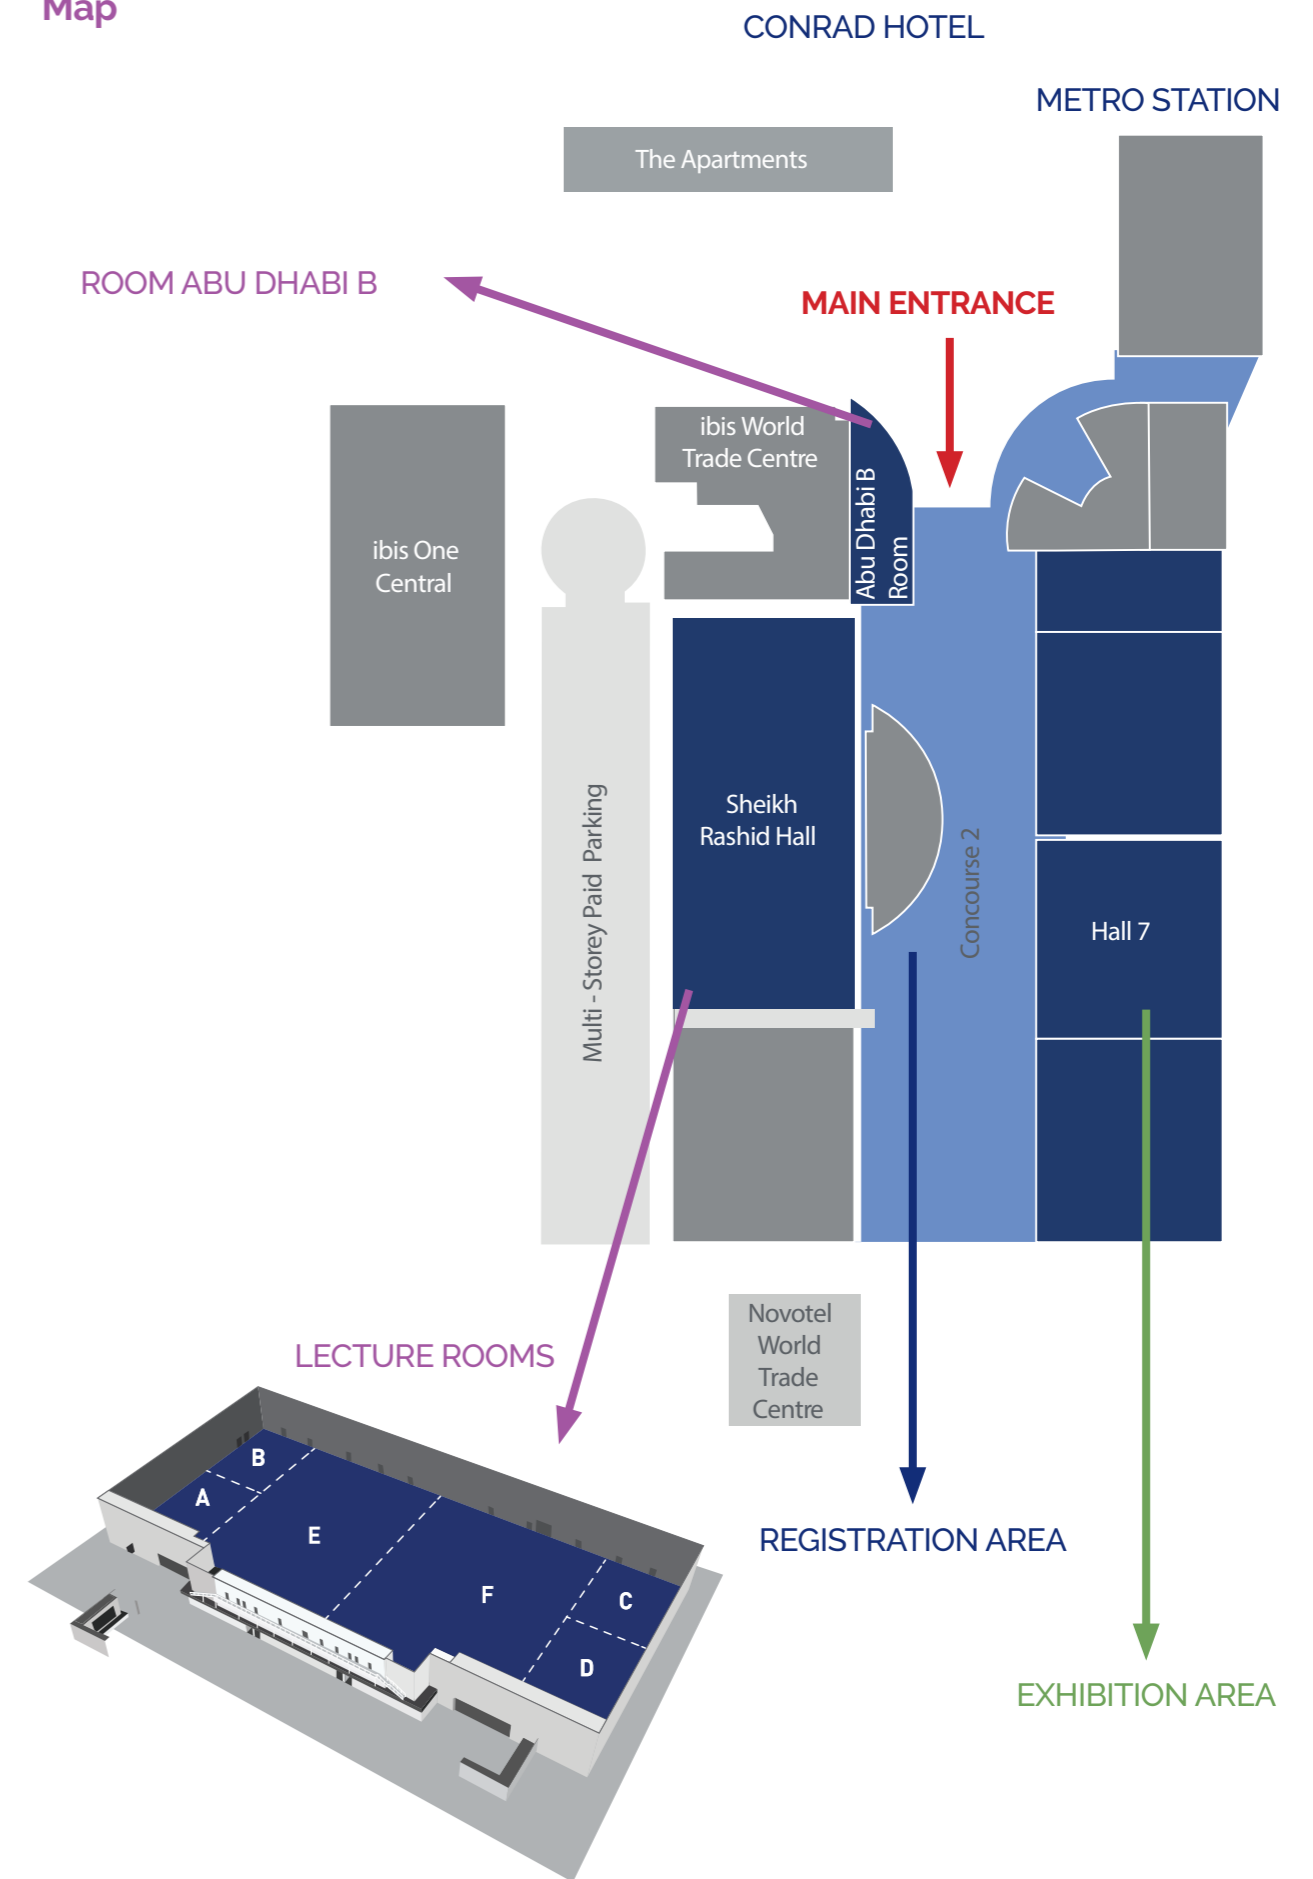 Map
CONRAD HOTEL
METRO STATION
The Apartments
ROOM ABU DHABI B
MAIN ENTRANCE
ibis World
Trade Centre
Abu Dhabi B
Room
ibis One
Central
Sheikh
Rashid Hall
Multi - Storey Paid Parking
Concourse 2
Hall 7
Novotel
World
Trade
Centre
LECTURE ROOMS
B
A
E
F
C
D
REGISTRATION AREA
EXHIBITION AREA